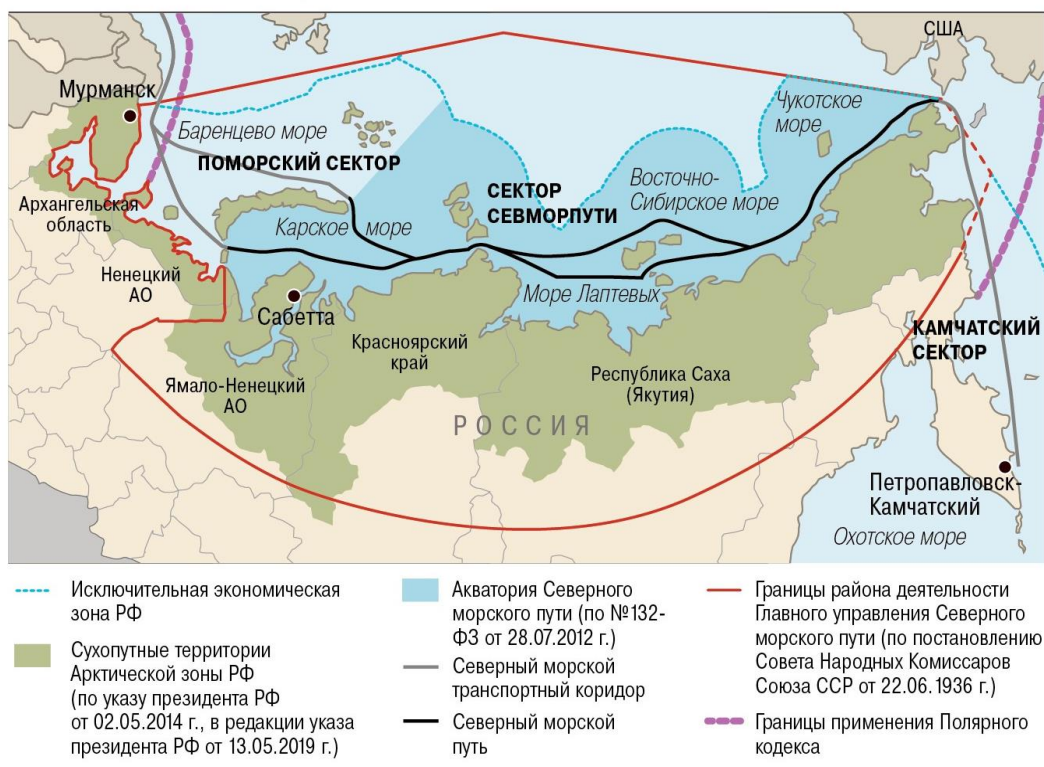 США
Мурманск
Чукотское
море
Баренцево море
ПОМОРСКИЙ СЕКТОР
СЕКТОР
СЕВМОРПУТИ
Восточно-
Сибирское море
Архангельская
область
Карское море
Ненецкий
АО
Сабетта
Море Лаптевых
КАМЧАТСКИЙ
СЕКТОР
Красноярский
край
Ямало-Ненецкий
АО
Республика Саха
(Якутия)
РОССИЯ
Петропавловск-
Камчатский
Охотское море
Исключительная экономическая
зона РФ
Сухопутные территории
Арктической зоны РФ
(по указу президента РФ
от 02.05.2014 г., в редакции указа
президента РФ от 13.05.2019 г.)
Акватория Северного
морского пути (по №132-
ФЗ от 28.07.2012 г.)
Северный морской
транспортный коридор
Северный морской
путь
Границы района деятельности
Главного управления Северного
морского пути (по постановлению
Совета Народных Комиссаров
Союза ССР от 22.06.1936 г.)
Границы применения Полярного
кодекса